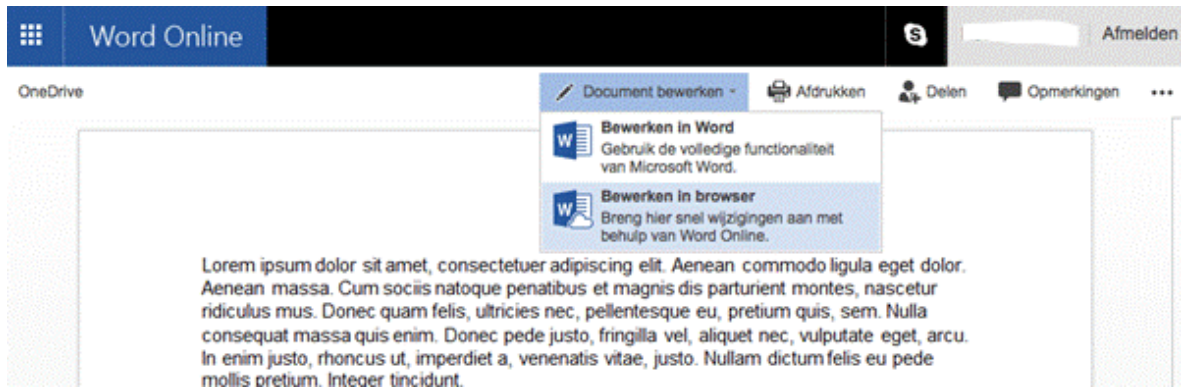 Word Online
Afmelden
OneDrive
Document bewerken
Afdrukken
Delen
Opmerkingen
Bewerken in Word
Gebruik de volledige functionaliteit
van Microsoft Word.
Bewerken in browser
Breng hier snel wijzigingen aan met
behulp van Word Online.
Lorem ipsum dolor sit amet, consectetuer adipiscing elit. Aenean commodo ligula eget dolor.
Aenean massa. Cum sociis natoque penatibus et magnis dis parturient montes, nascetur
ridiculus mus. Donec quam felis, ultricies nec, pellentesque eu, pretium quis, sem. Nulla
consequat massa quis enim. Donec pede justo, fringilla vel, aliquet nec, vulputate eget, arcu.
In enim justo, rhoncus ut, imperdiet a, venenatis vitae, justo. Nullam dictum felis eu pede
mollis pretium. Integer tincidunt.